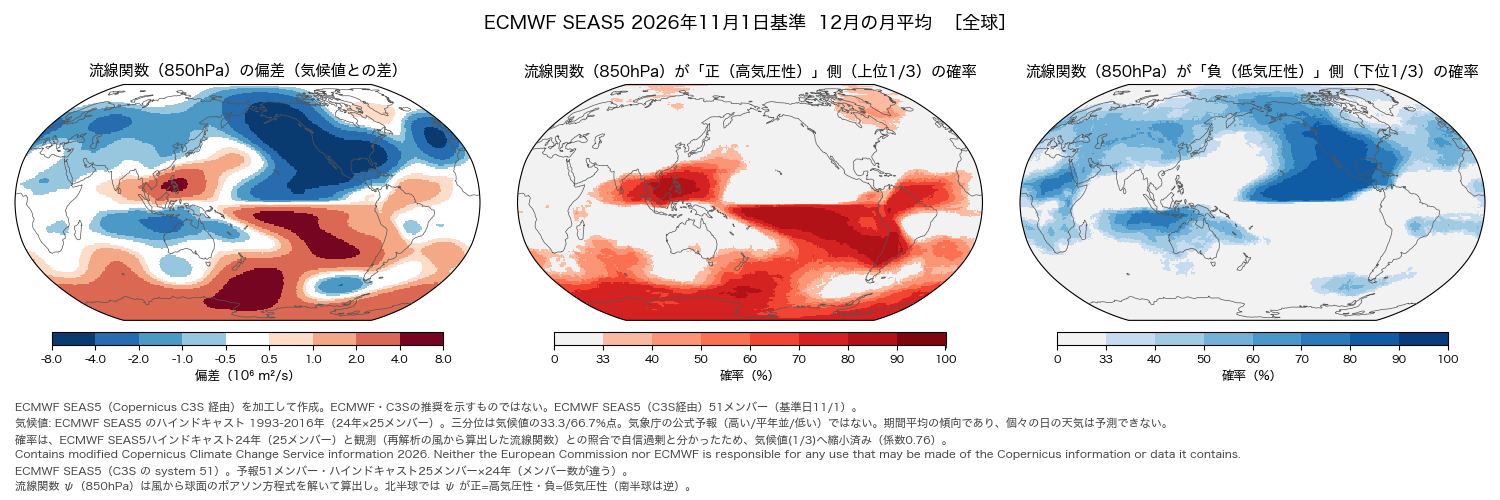 ECMWF SEAS5 2026年11月1日基準 12月の月平均 ［全球］
流線関数（850hPa）の偏差（気候値との差）
流線関数（850hPa）が「正（高気圧性）」側（上位1/3）の確率
流線関数（850hPa）が「負（低気圧性）」側（下位1/3）の確率
-8.0 -4.0 -2.0 -1.0 -0.5 0.5 1.0 2.0 4.0 8.0
偏差（10⁶ m²/s）
0 33 40 50 60 70 80 90 100
確率（%）
0 33 40 50 60 70 80 90 100
確率（%）
ECMWF SEAS5（Copernicus C3S 経由）を加工して作成。ECMWF・C3Sの推奨を示すものではない。ECMWF SEAS5（C3S経由）51メンバー（基準日11/1）。
気候値: ECMWF SEAS5 のハインドキャスト 1993-2016年（24年×25メンバー）。三分位は気候値の33.3/66.7%点。気象庁の公式予報（高い/平年並/低い）ではない。期間平均の傾向であり、個々の日の天気は予測できない。
確率は、ECMWF SEAS5ハインドキャスト24年（25メンバー）と観測（再解析の風から算出した流線関数）との照合で自信過剰と分かったため、気候値(1/3)へ縮小済み（係数0.76）。
Contains modified Copernicus Climate Change Service information 2026. Neither the European Commission nor ECMWF is responsible for any use that may be made of the Copernicus information or data it contains.
ECMWF SEAS5（C3S の system 51）。予報51メンバー・ハインドキャスト25メンバー×24年（メンバー数が違う）。
流線関数 ψ（850hPa）は風から球面のポアソン方程式を解いて算出し。北半球では ψ が正=高気圧性・負=低気圧性（南半球は逆）。